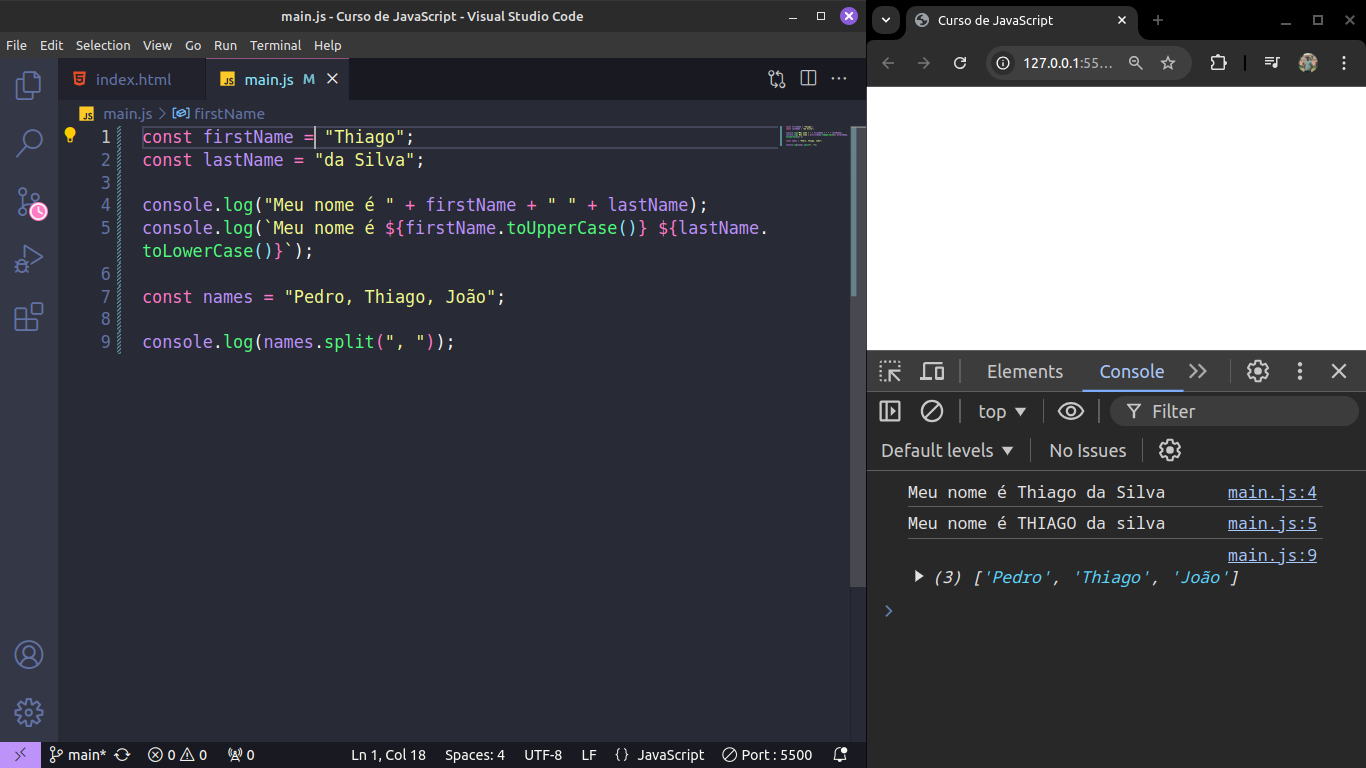 main.js - Curso de JavaScript - Visual Studio Code
File Edit Selection View Go Run Terminal Help
index.html
main.js M
main.js > firstName
1 const firstName = "Thiago";
2 const lastName = "da Silva";
3
4 console.log("Meu nome é " + firstName + " " + lastName);
5 console.log(`Meu nome é ${firstName.toUpperCase()} ${lastName.
toLowerCase()}`);
6
7 const names = "Pedro, Thiago, João";
8
9 console.log(names.split(", "));
main* 0 0 0 Ln 1, Col 18 Spaces: 4 UTF-8 LF {} JavaScript Port : 5500
Curso de JavaScript
127.0.0.1:55...
Elements Console
top Filter
Default levels No Issues
Meu nome é Thiago da Silva main.js:4
Meu nome é THIAGO da silva main.js:5
main.js:9
(3) ['Pedro', 'Thiago', 'João']